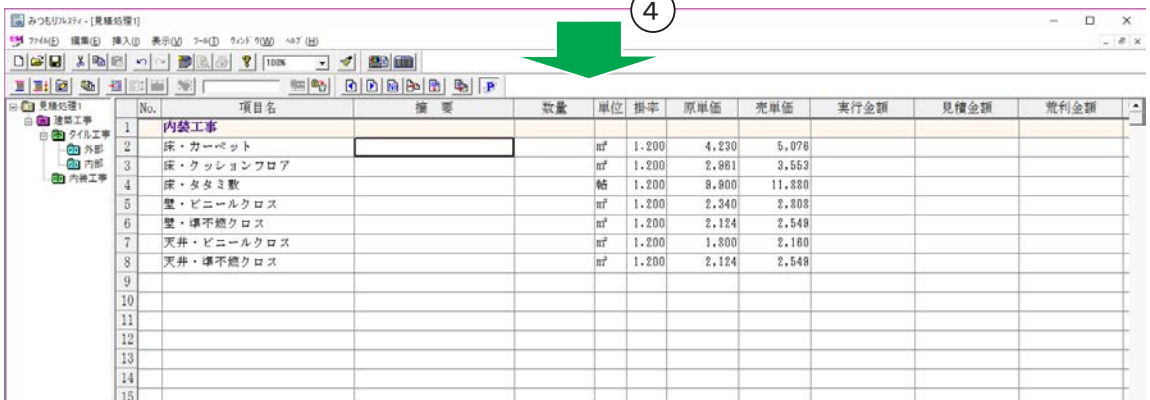 ④
みつもりリフレスティ - [見積処理1]
ファイル(F) 編集(E) 挿入(I) 表示(V) ツール(T) ウィンドウ(W) ヘルプ(H)
100%
P
見積処理1
建築工事
タイル工事
外部
内部
内装工事
No. 項目名 摘 要 数量 単位 掛率 原単価 売単価 実行金額 見積金額 荒利金額
1 内装工事
2 床・カーペット ㎡ 1.200 4,230 5,076
3 床・クッションフロア ㎡ 1.200 2,961 3,553
4 床・タタミ敷 帖 1.200 9,900 11,880
5 壁・ビニールクロス ㎡ 1.200 2,340 2,808
6 壁・準不燃クロス ㎡ 1.200 2,124 2,549
7 天井・ビニールクロス ㎡ 1.200 1,800 2,160
8 天井・準不燃クロス ㎡ 1.200 2,124 2,549
9
10
11
12
13
14
15